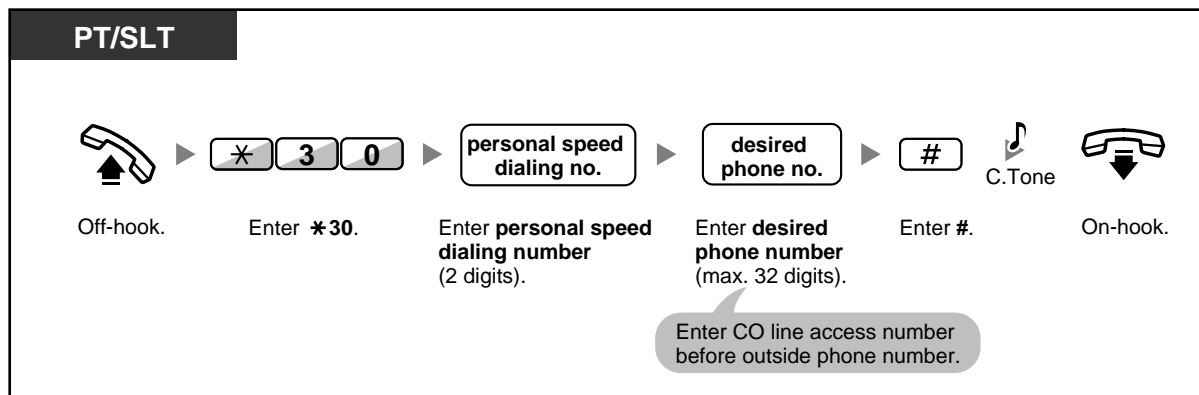 PT/SLT
* 3 0
personal speed
dialing no.
desired
phone no.
#
C.Tone
Off-hook.
Enter *30.
Enter personal speed
dialing number
(2 digits).
Enter desired
phone number
(max. 32 digits).
Enter #.
On-hook.
Enter CO line access number
before outside phone number.